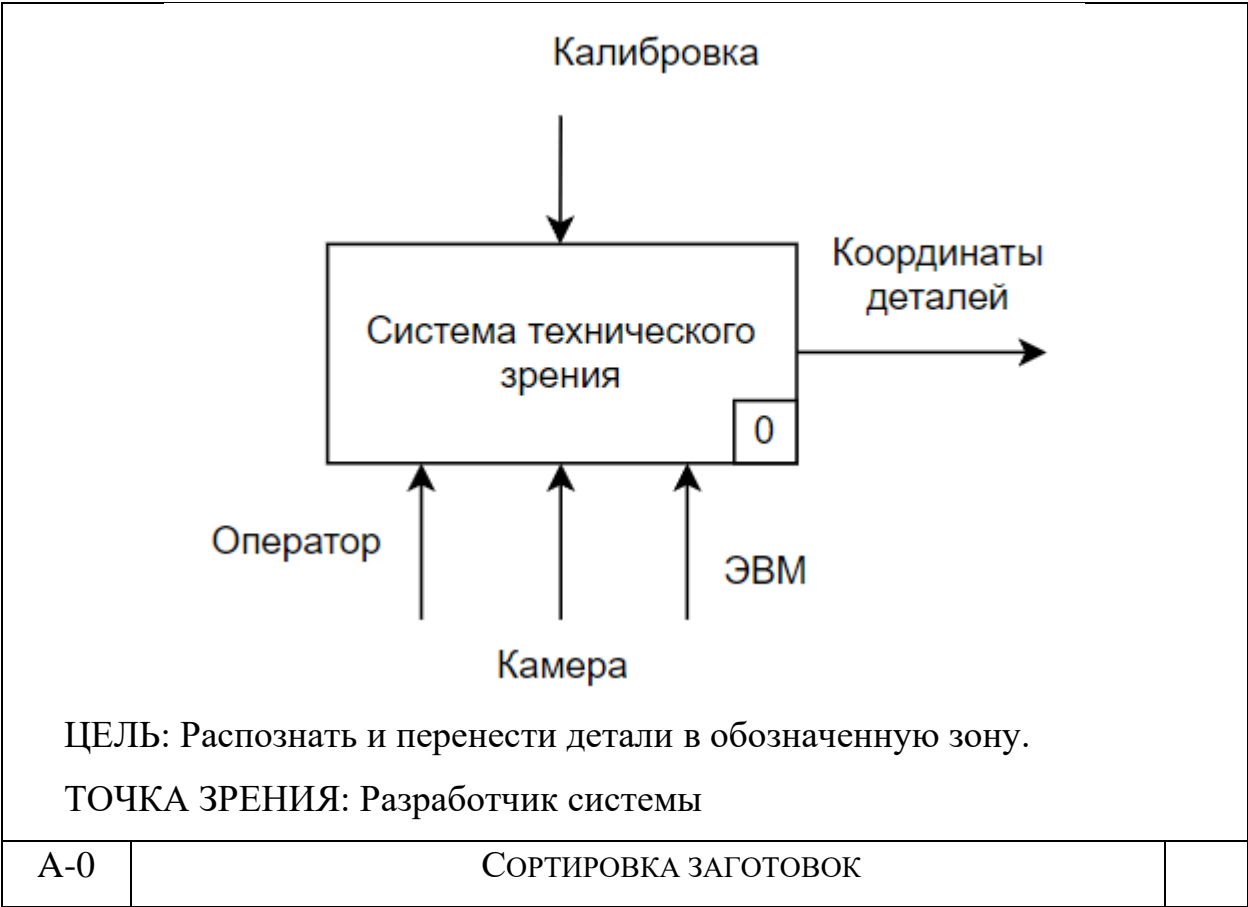 Калибровка
Координаты
деталей
Система технического
зрения
0
Оператор
ЭВМ
Камера
ЦЕЛЬ: Распознать и перенести детали в обозначенную зону.
ТОЧКА ЗРЕНИЯ: Разработчик системы
А-0
СОРТИРОВКА ЗАГОТОВОК